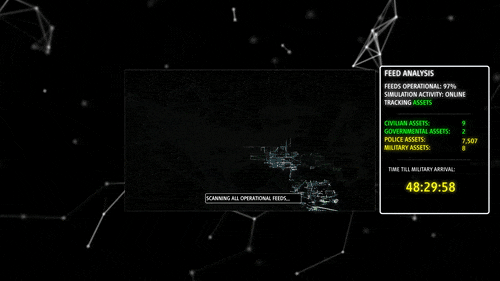 FEED ANALYSIS
FEEDS OPERATIONAL: 97%
SIMULATION ACTIVITY: ONLINE
TRACKING ASSETS
CIVILIAN ASSETS: 9
GOVERNMENTAL ASSETS: 2
POLICE ASSETS: 7,507
MILITARY ASSETS: 8
TIME TILL MILITARY ARRIVAL:
48:29:58
SCANNING ALL OPERATIONAL FEEDS...